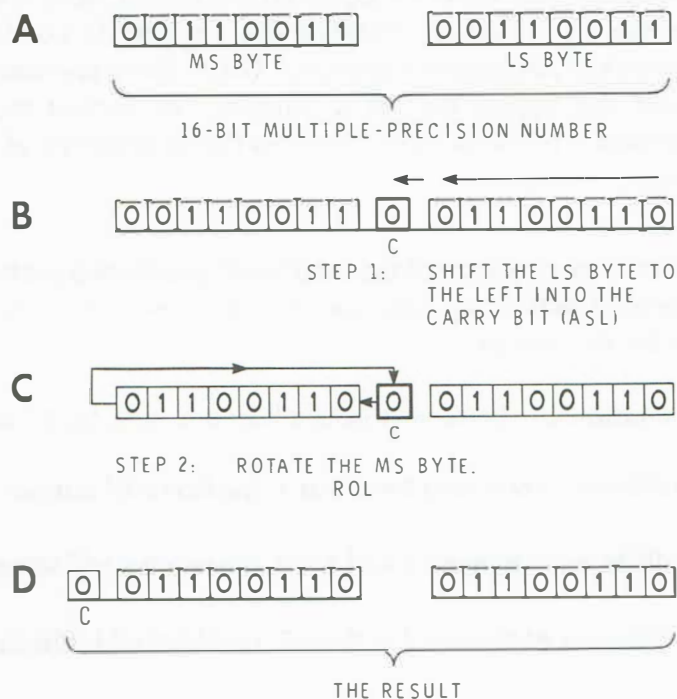 A
0 0 1 1 0 0 1 1   0 0 1 1 0 0 1 1
MS BYTE   LS BYTE
16-BIT MULTIPLE-PRECISION NUMBER
B
0 0 1 1 0 0 1 1   0   0 1 1 0 0 1 1 0
C
STEP 1: SHIFT THE LS BYTE TO
THE LEFT INTO THE
CARRY BIT (ASL)
C
0 1 1 0 0 1 1 0   0   0 1 1 0 0 1 1 0
C
STEP 2: ROTATE THE MS BYTE.
ROL
D
0   0 1 1 0 0 1 1 0   0 1 1 0 0 1 1 0
C
THE RESULT